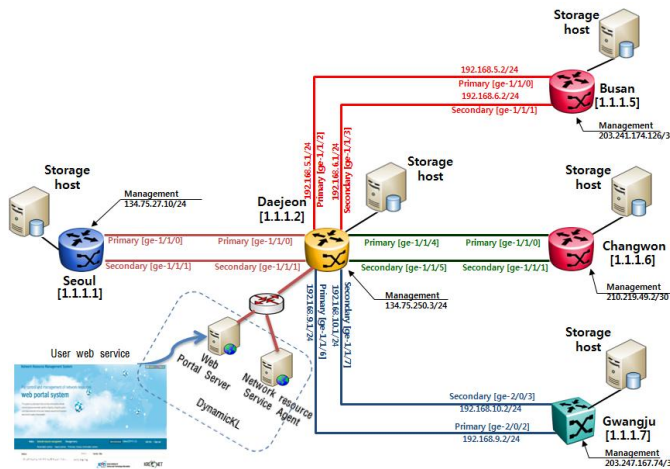 Storage
host
192.168.5.2/24
Primary [ge-1/1/0]
192.168.6.2/24
Secondary [ge-1/1/1]
Busan
[1.1.1.5]
Management
203.241.174.126/3
192.168.5.1/24
Primary [ge-1/1/2]
192.168.6.1/24
Secondary [ge-1/1/3]
Storage
host
Management
134.75.27.10/24
Daejeon
[1.1.1.2]
Storage
host
Storage
host
Primary [ge-1/1/0]
Primary [ge-1/1/0]
Primary [ge-1/1/4]
Primary [ge-1/1/0]
Changwon
[1.1.1.6]
Secondary [ge-1/1/1]
Secondary [ge-1/1/1]
Secondary [ge-1/1/5]
Secondary [ge-1/1/1]
Seoul
[1.1.1.1]
Management
210.219.49.2/30
Management
134.75.250.3/24
192.168.9.1/24
Primary [ge-1/1/6]
192.168.10.1/24
Secondary [ge-1/1/7]
User web service
Web
Portal Server
Network resource
Service Agent
DynamicKL
web portal system
Storage
host
Secondary [ge-2/0/3]
192.168.10.2/24
Primary [ge-2/0/2]
192.168.9.2/24
Gwangju
[1.1.1.7]
Management
203.247.167.74/3